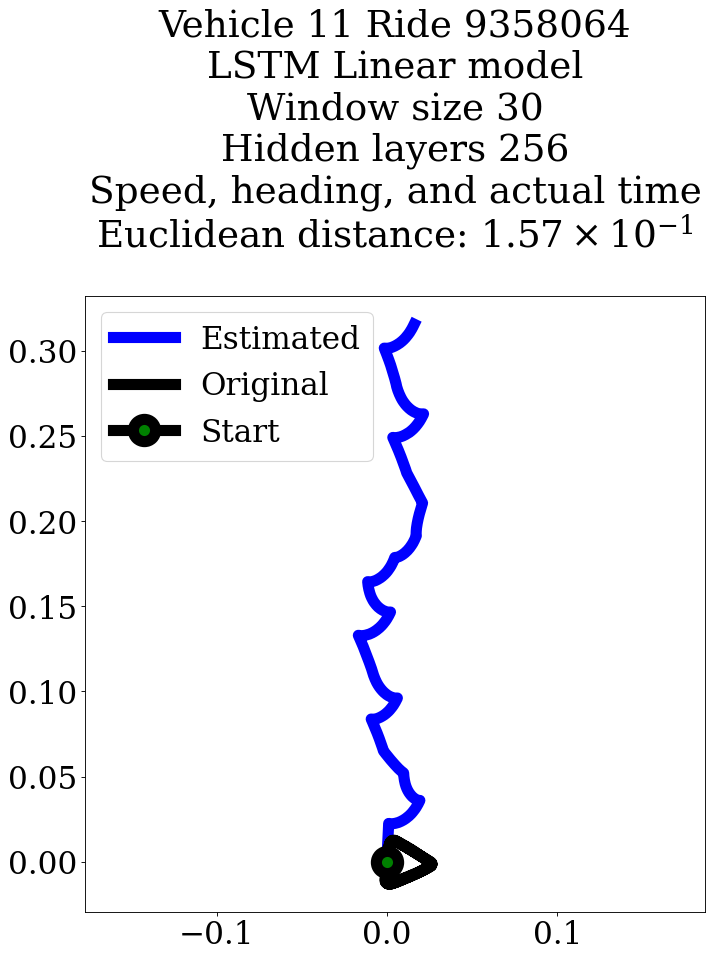 Vehicle 11 Ride 9358064
LSTM Linear model
Window size 30
Hidden layers 256
Speed, heading, and actual time
Euclidean distance: 1.57 × 10⁻¹
Estimated
Original
Start
0.30
0.25
0.20
0.15
0.10
0.05
0.00
−0.1 0.0 0.1